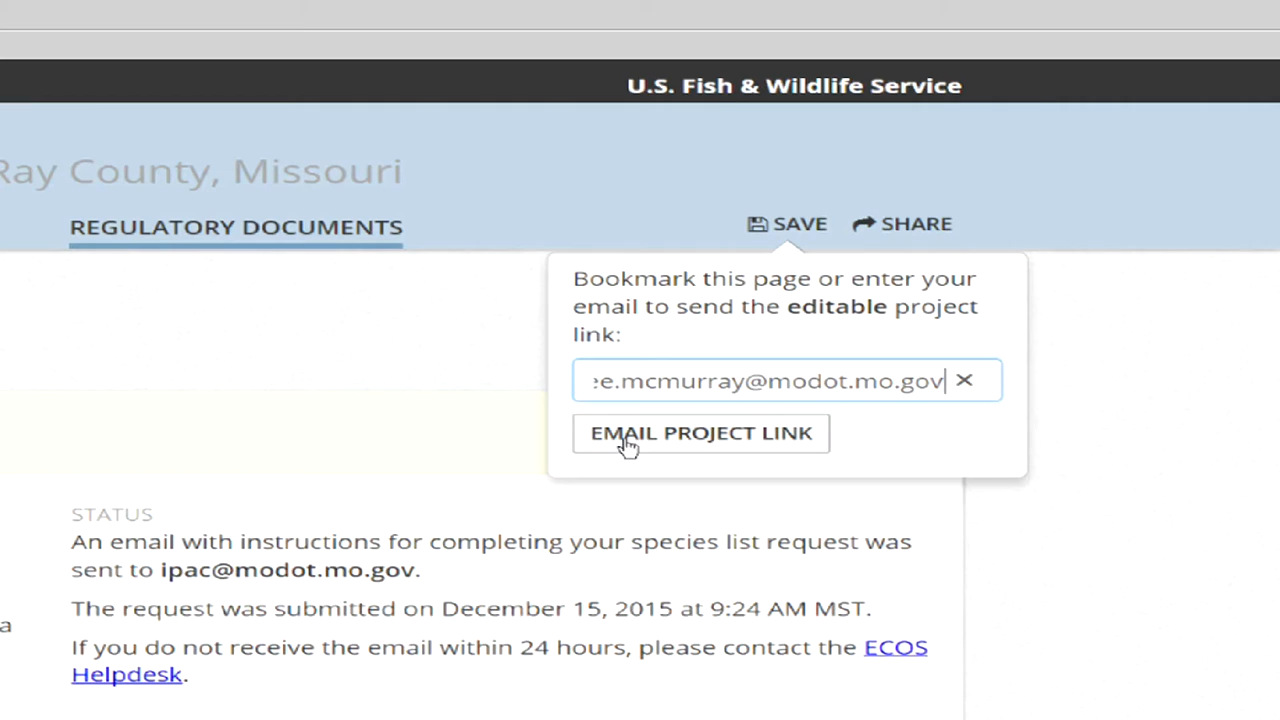 U.S. Fish & Wildlife Service
Ray County, Missouri
REGULATORY DOCUMENTS
SAVE
SHARE
Bookmark this page or enter your
email to send the editable project
link:
e.mcmurray@modot.mo.gov
EMAIL PROJECT LINK
STATUS
An email with instructions for completing your species list request was
sent to ipac@modot.mo.gov.
The request was submitted on December 15, 2015 at 9:24 AM MST.
a
If you do not receive the email within 24 hours, please contact the ECOS
Helpdesk.